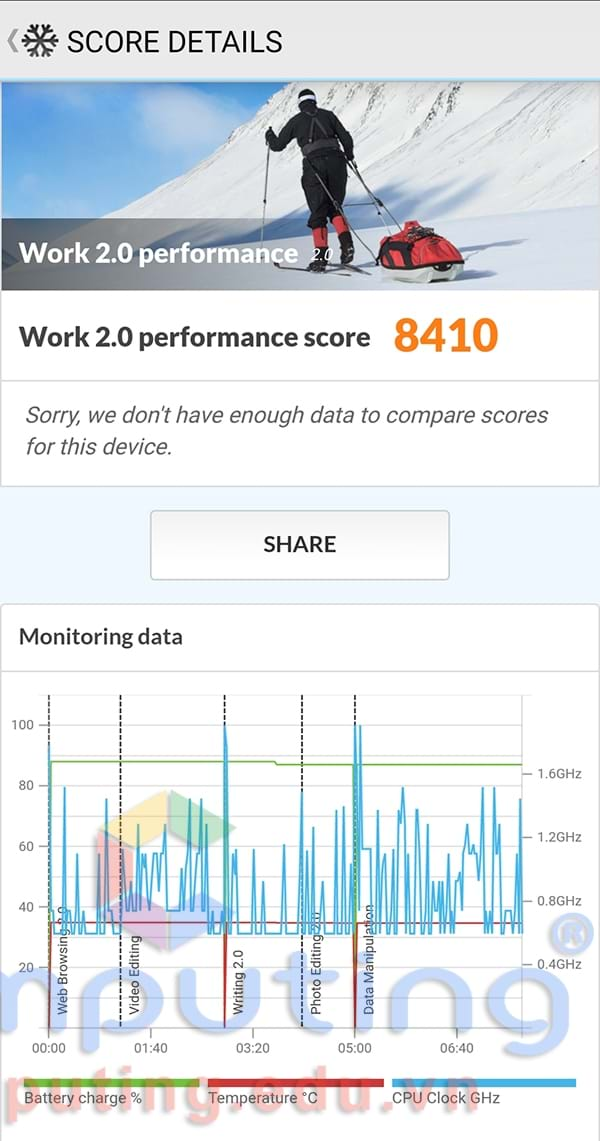 SCORE DETAILS
Work 2.0 performance 2.0
Work 2.0 performance score 8410
Sorry, we don't have enough data to compare scores
for this device.
SHARE
Monitoring data
100
80
60
40
20
1.6GHz
1.2GHz
0.8GHz
0.4GHz
Web Browsing 2.0
Video Editing
Writing 2.0
Photo Editing 2.0
Data Manipulation
00:00 01:40 03:20 05:00 06:40
Battery charge % Temperature °C CPU Clock GHz
mputing ®
puting.edu.vn